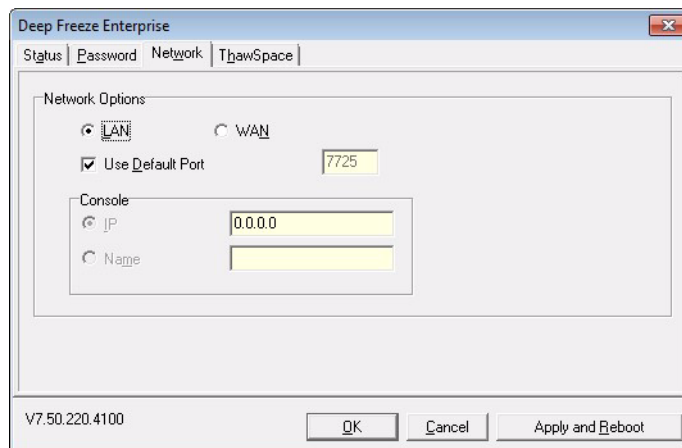 Deep Freeze Enterprise
Status Password Network ThawSpace
Network Options
LAN WAN
Use Default Port 7725
Console
IP 0.0.0.0
Name
V7.50.220.4100 OK Cancel Apply and Reboot